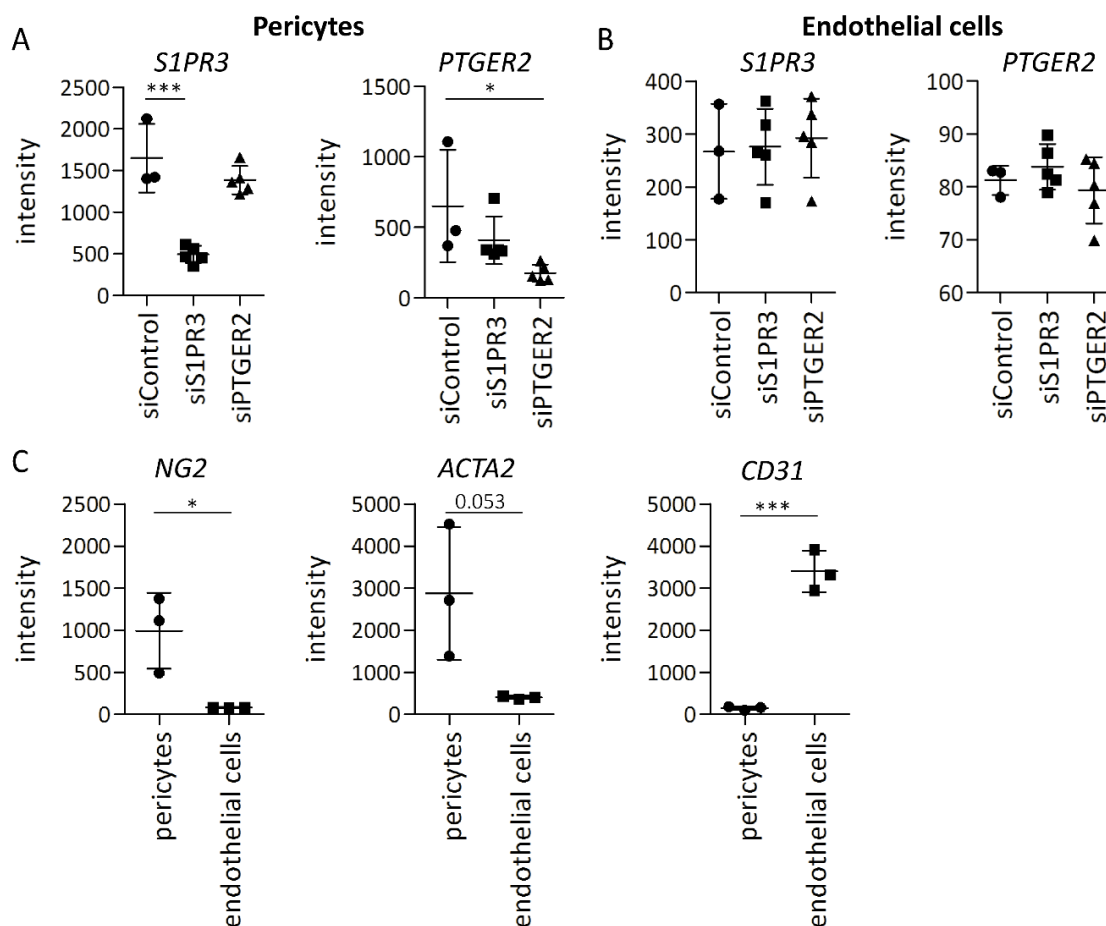 Pericytes
Endothelial cells
A
S1PR3
intensity
2500
2000
1500
1000
500
0
***
siControl
siS1PR3
siPTGER2
PTGER2
intensity
1500
1000
500
0
*
siControl
siS1PR3
siPTGER2
B
S1PR3
intensity
400
300
200
100
0
siControl
siS1PR3
siPTGER2
PTGER2
intensity
100
90
80
70
60
siControl
siS1PR3
siPTGER2
C
NG2
intensity
2500
2000
1500
1000
500
0
*
pericytes
endothelial cells
ACTA2
intensity
5000
4000
3000
2000
1000
0
0.053
pericytes
endothelial cells
CD31
intensity
5000
4000
3000
2000
1000
0
***
pericytes
endothelial cells